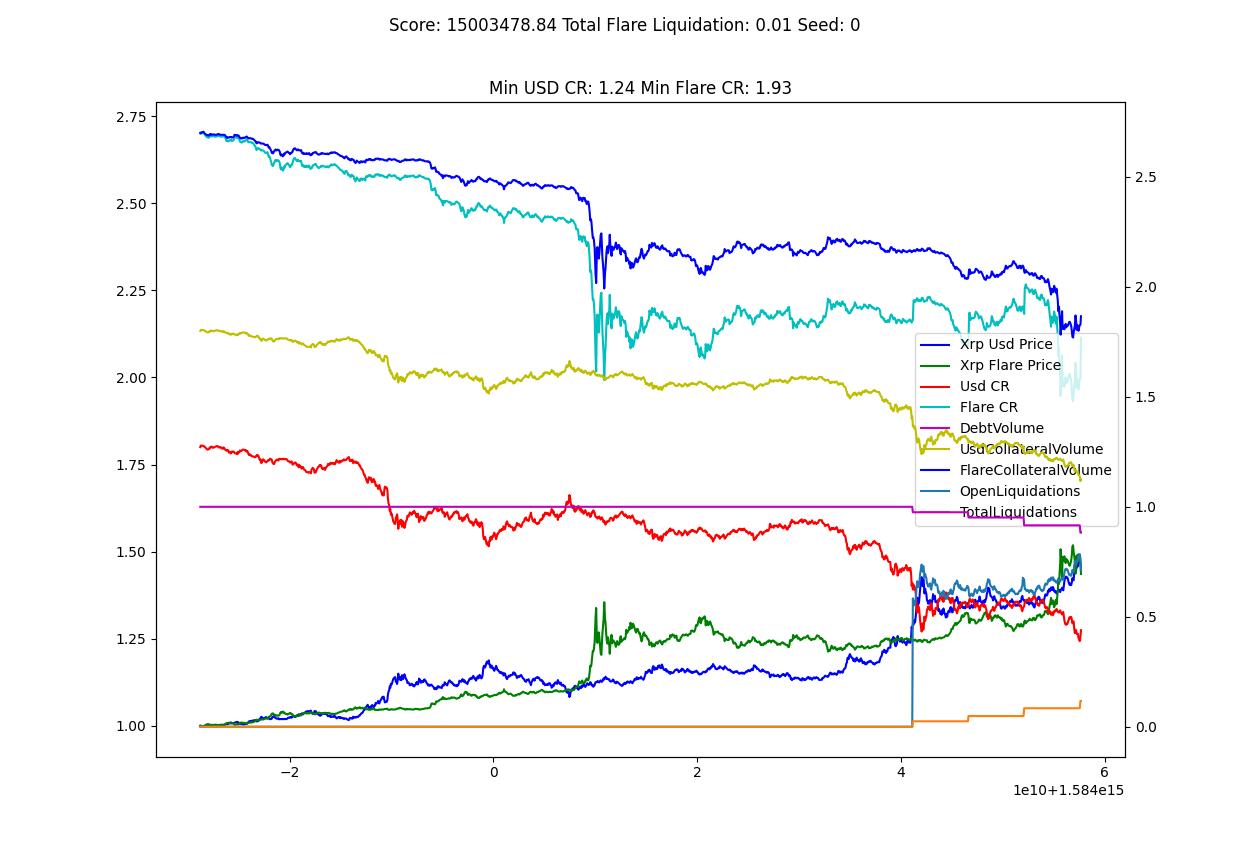 Score: 15003478.84 Total Flare Liquidation: 0.01 Seed: 0
Min USD CR: 1.24 Min Flare CR: 1.93
2.75
2.50
2.25
2.00
1.75
1.50
1.25
1.00
2.5
2.0
1.5
1.0
0.5
0.0
Xrp Usd Price
Xrp Flare Price
Usd CR
Flare CR
DebtVolume
UsdCollateralVolume
FlareCollateralVolume
OpenLiquidations
TotalLiquidations
−2
0
2
4
6
1e10+1.584e15